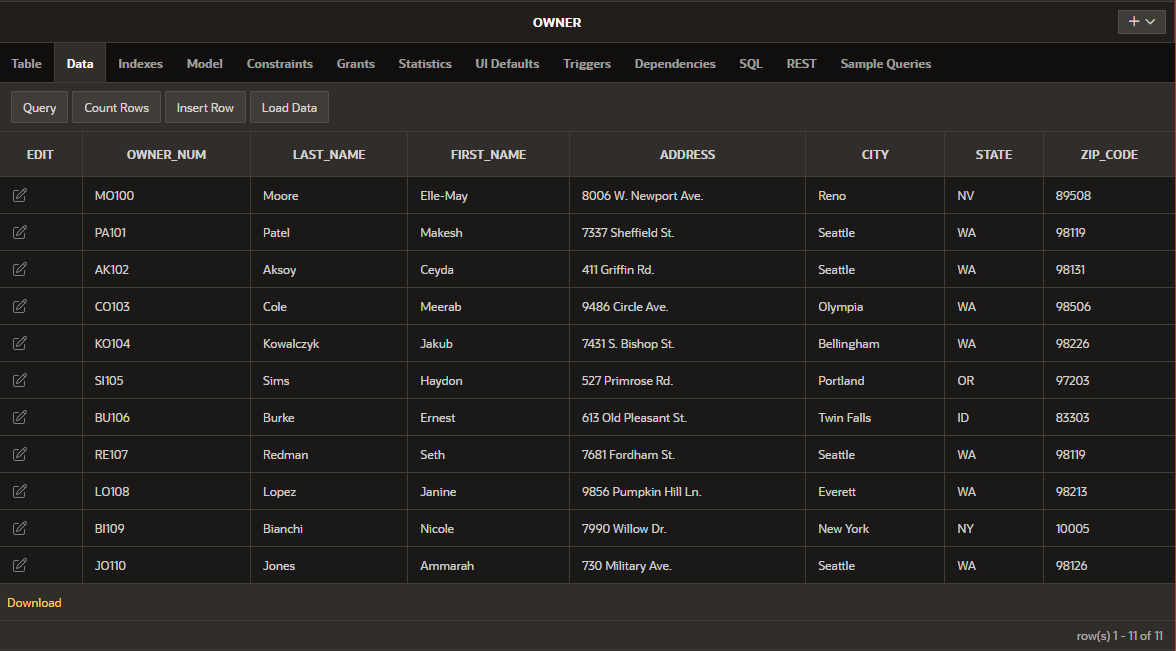 OWNER
Table Data Indexes Model Constraints Grants Statistics UI Defaults Triggers Dependencies SQL REST Sample Queries
Query Count Rows Insert Row Load Data
EDIT OWNER_NUM LAST_NAME FIRST_NAME ADDRESS CITY STATE ZIP_CODE
MO100 Moore Elle-May 8006 W. Newport Ave. Reno NV 89508
PA101 Patel Makesh 7337 Sheffield St. Seattle WA 98119
AK102 Aksoy Ceyda 411 Griffin Rd. Seattle WA 98131
CO103 Cole Meerab 9486 Circle Ave. Olympia WA 98506
KO104 Kowalczyk Jakub 7431 S. Bishop St. Bellingham WA 98226
SI105 Sims Haydon 527 Primrose Rd. Portland OR 97203
BU106 Burke Ernest 613 Old Pleasant St. Twin Falls ID 83303
RE107 Redman Seth 7681 Fordham St. Seattle WA 98119
LO108 Lopez Janine 9856 Pumpkin Hill Ln. Everett WA 98213
BI109 Bianchi Nicole 7990 Willow Dr. New York NY 10005
JO110 Jones Ammarah 730 Military Ave. Seattle WA 98126
Download
row(s) 1 - 11 of 11